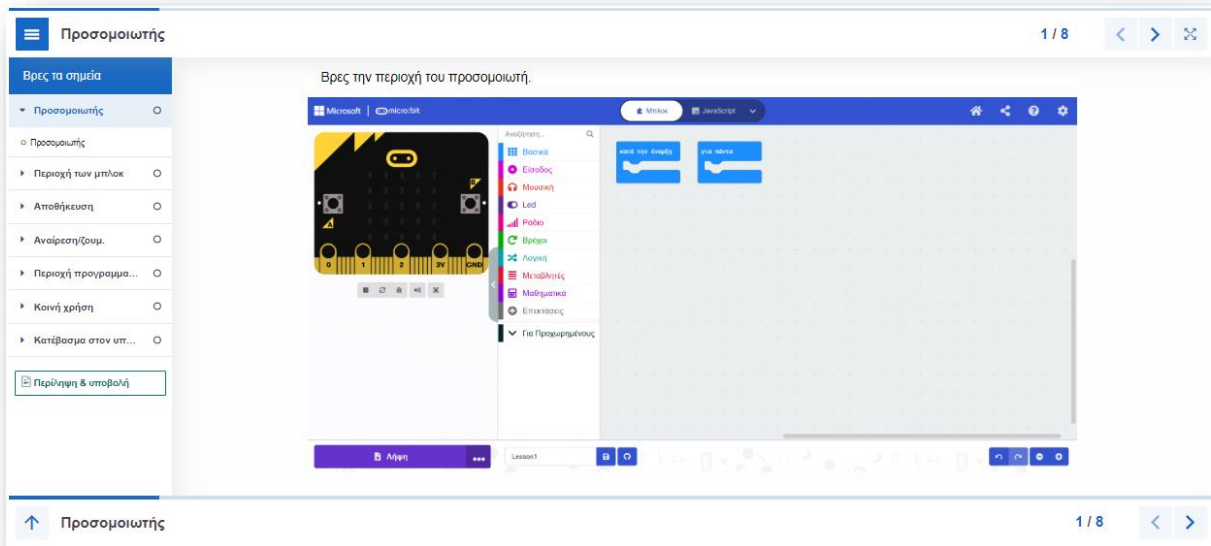 Προσομοιωτής
1 / 8
Βρες τα σημεία
Προσομοιωτής
Προσομοιωτής
Περιοχή των μπλοκ
Αποθήκευση
Αναίρεση/ζουμ.
Περιοχή προγραμμα...
Κοινή χρήση
Κατέβασμα στον υπ...
Περίληψη & υποβολή
Βρες την περιοχή του προσομοιωτή.
Microsoft | micro:bit
Μπλοκ
JavaScript
A
B
0 1 2 3V GND
Αναζήτηση...
Βασικά
Είσοδος
Μουσική
Led
Ράδιο
Βρόχοι
Λογική
Μεταβλητές
Μαθηματικά
Επεκτάσεις
Για Προχωρημένους
κατά την έναρξη
για πάντα
Λήψη
Lesson1
Προσομοιωτής
1 / 8